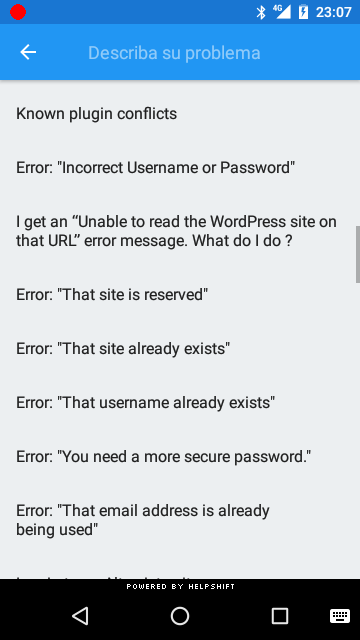 4G 23:07
Describa su problema
Known plugin conflicts
Error: "Incorrect Username or Password"
I get an “Unable to read the WordPress site on
that URL” error message. What do I do ?
Error: "That site is reserved"
Error: "That site already exists"
Error: "That username already exists"
Error: "You need a more secure password."
Error: "That email address is already
being used"
POWERED BY HELPSHIFT